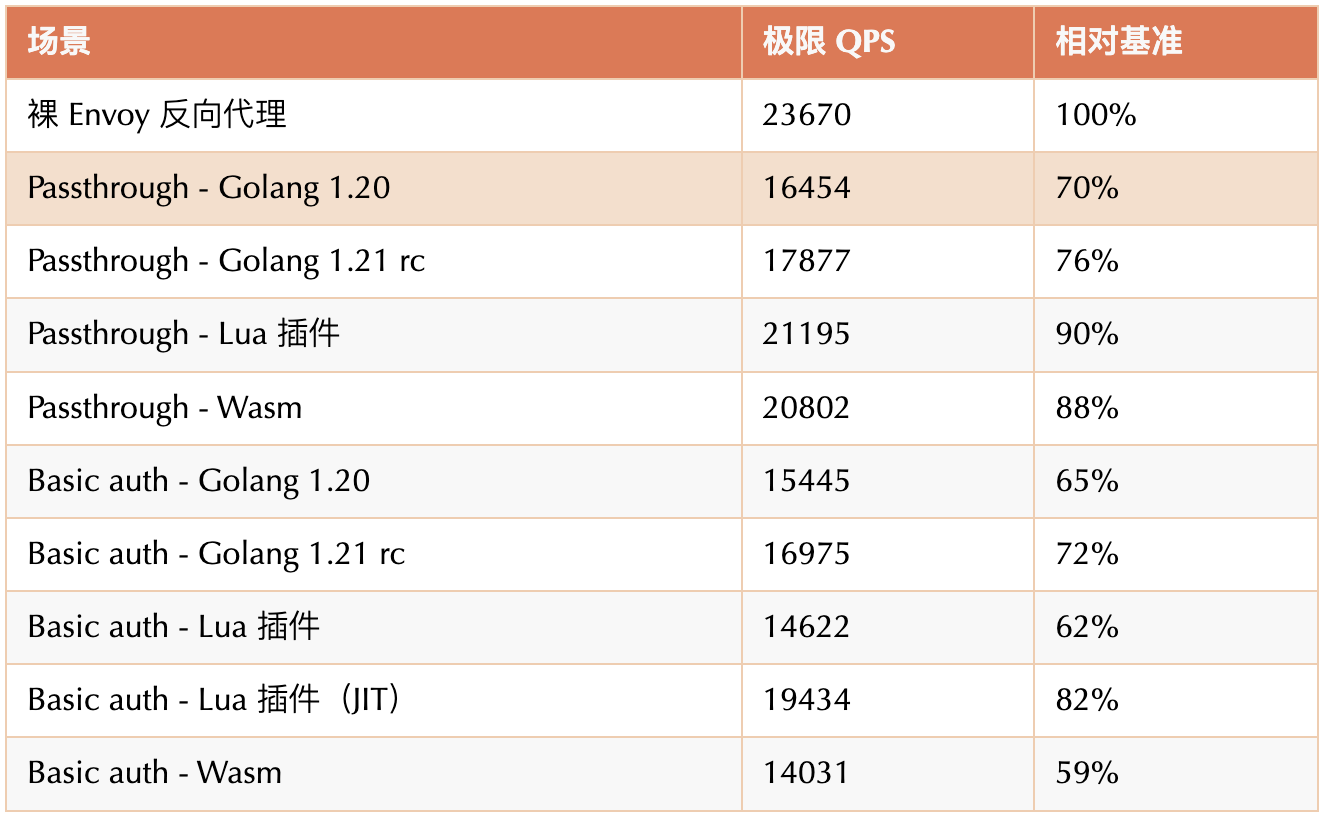 场景 极限 QPS 相对基准
裸 Envoy 反向代理 23670 100%
Passthrough - Golang 1.20 16454 70%
Passthrough - Golang 1.21 rc 17877 76%
Passthrough - Lua 插件 21195 90%
Passthrough - Wasm 20802 88%
Basic auth - Golang 1.20 15445 65%
Basic auth - Golang 1.21 rc 16975 72%
Basic auth - Lua 插件 14622 62%
Basic auth - Lua 插件（JIT） 19434 82%
Basic auth - Wasm 14031 59%